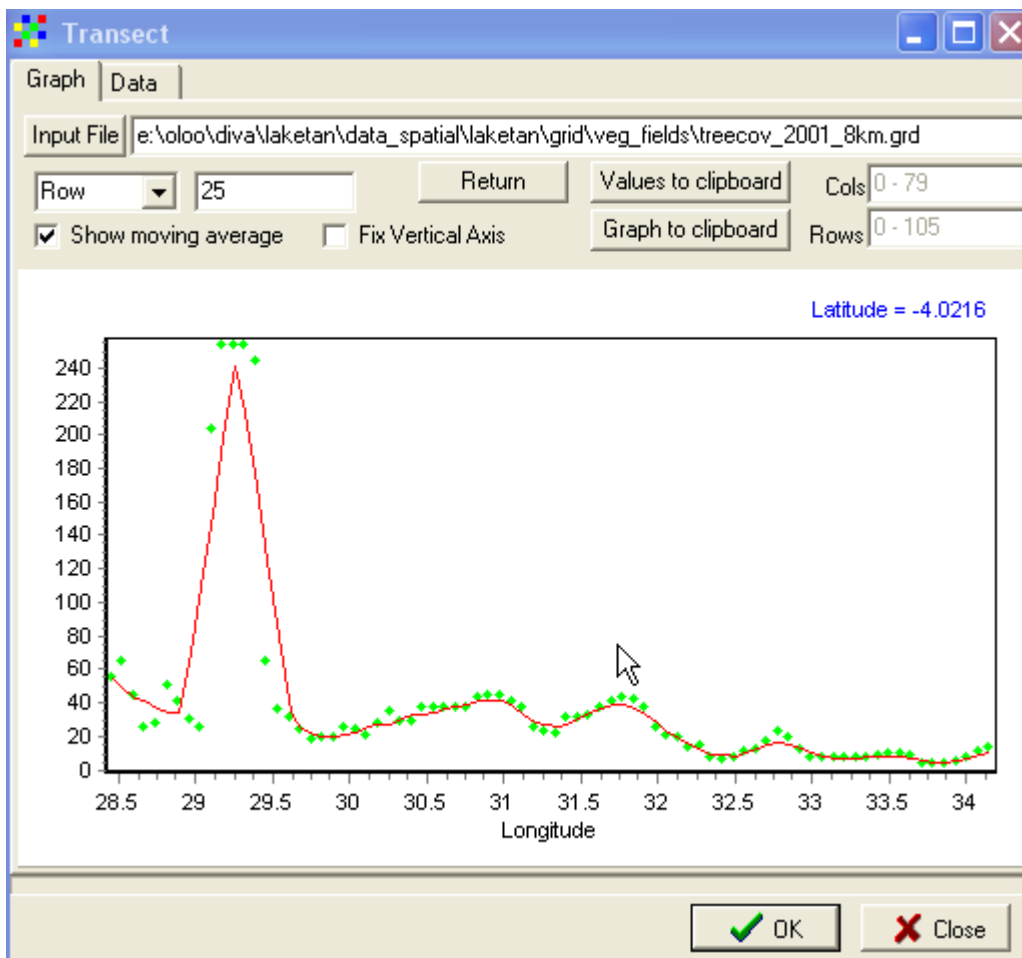 Transect
Graph Data
Input File e:\oloo\diva\laketan\data_spatial\laketan\grid\veg_fields\treecov_2001_8km.grd
Row 25 Return Values to clipboard Cols 0 - 79
Show moving average Fix Vertical Axis Graph to clipboard Rows 0 - 105
Latitude = -4.0216
240
220
200
180
160
140
120
100
80
60
40
20
0
28.5 29 29.5 30 30.5 31 31.5 32 32.5 33 33.5 34
Longitude
OK Close